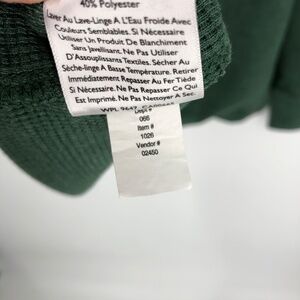 40% Polyester
Laver Au Lave-Linge A L'Eau Froide Avec
Couleurs Semblables. Si Nécessaire
Utiliser Un Produit De Blanchiment
Sans Javellisant. Ne Pas Utiliser
D'Assouplissants Textiles. Sécher Au
Sèche-linge A Basse Température. Retirer
Immédiatement Repasser Au Fer Tiède
Si Nécessaire. Ne Pas Repasser Ce Qui
Est Imprimé. Ne Pas Nettoyer A Sec.
WPL
Dept #
066
Item #
1026
Vendor #
02450